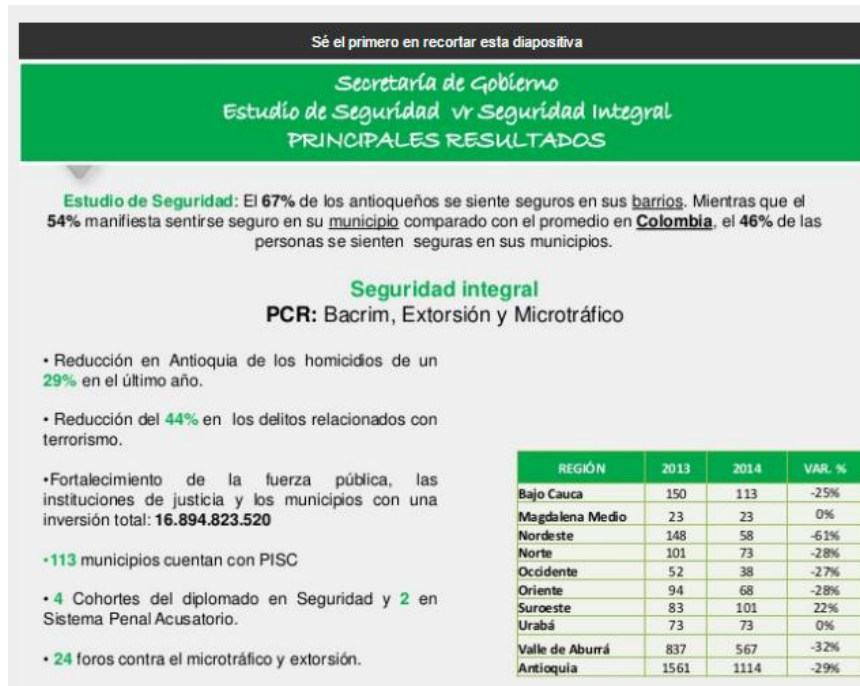 Sé el primero en recortar esta diapositiva
Secretaría de Gobierno
Estudio de Seguridad vr Seguridad Integral
PRINCIPALES RESULTADOS
Estudio de Seguridad: El 67% de los antioqueños se siente seguros en sus barrios. Mientras que el
54% manifiesta sentirse seguro en su municipio comparado con el promedio en Colombia, el 46% de las
personas se sienten seguras en sus municipios.
Seguridad integral
PCR: Bacrim, Extorsión y Microtráfico
• Reducción en Antioquia de los homicidios de un
29% en el último año.
• Reducción del 44% en los delitos relacionados con
terrorismo.
•Fortalecimiento de la fuerza pública, las
instituciones de justicia y los municipios con una
inversión total: 16.894.823.520
•113 municipios cuentan con PISC
• 4 Cohortes del diplomado en Seguridad y 2 en
Sistema Penal Acusatorio.
• 24 foros contra el microtráfico y extorsión.
REGIÓN 2013 2014 VAR. %
Bajo Cauca 150 113 -25%
Magdalena Medio 23 23 0%
Nordeste 148 58 -61%
Norte 101 73 -28%
Occidente 52 38 -27%
Oriente 94 68 -28%
Suroeste 83 101 22%
Urabá 73 73 0%
Valle de Aburrá 837 567 -32%
Antioquia 1561 1114 -29%